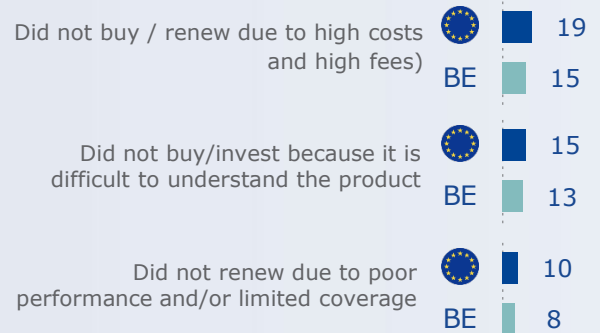 Did not buy / renew due to high costs
and high fees)
19
BE 15
Did not buy/invest because it is
difficult to understand the product
15
BE 13
Did not renew due to poor
performance and/or limited coverage
10
BE 8